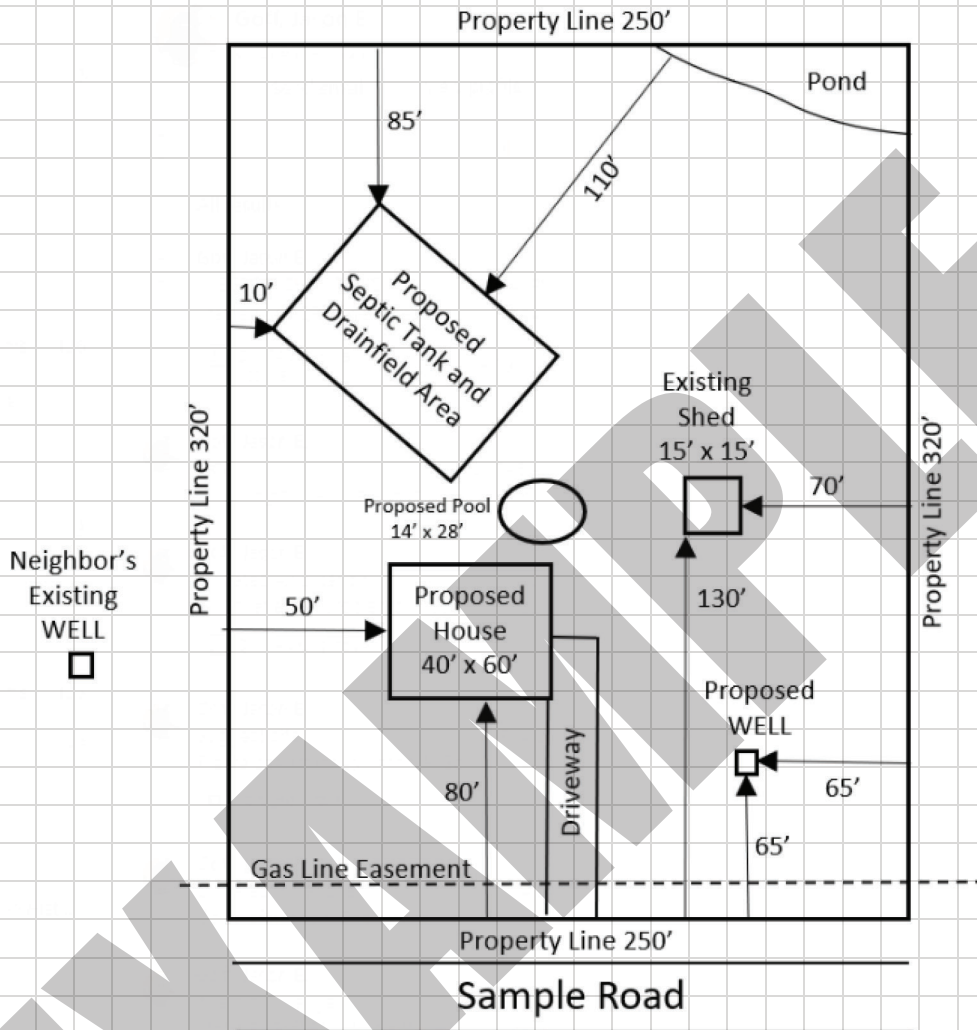 Property Line 250’
Pond
85’
110’
10’
Proposed
Septic Tank and
Drainfield Area
Existing
Shed
15’ x 15’
70’
Property Line 320’
Property Line 320’
Proposed Pool
14’ x 28’
Neighbor’s
Existing
WELL
50’
Proposed
House
40’ x 60’
130’
Proposed
WELL
65’
80’
Driveway
65’
Gas Line Easement
Property Line 250’
Sample Road
EXAMPLE